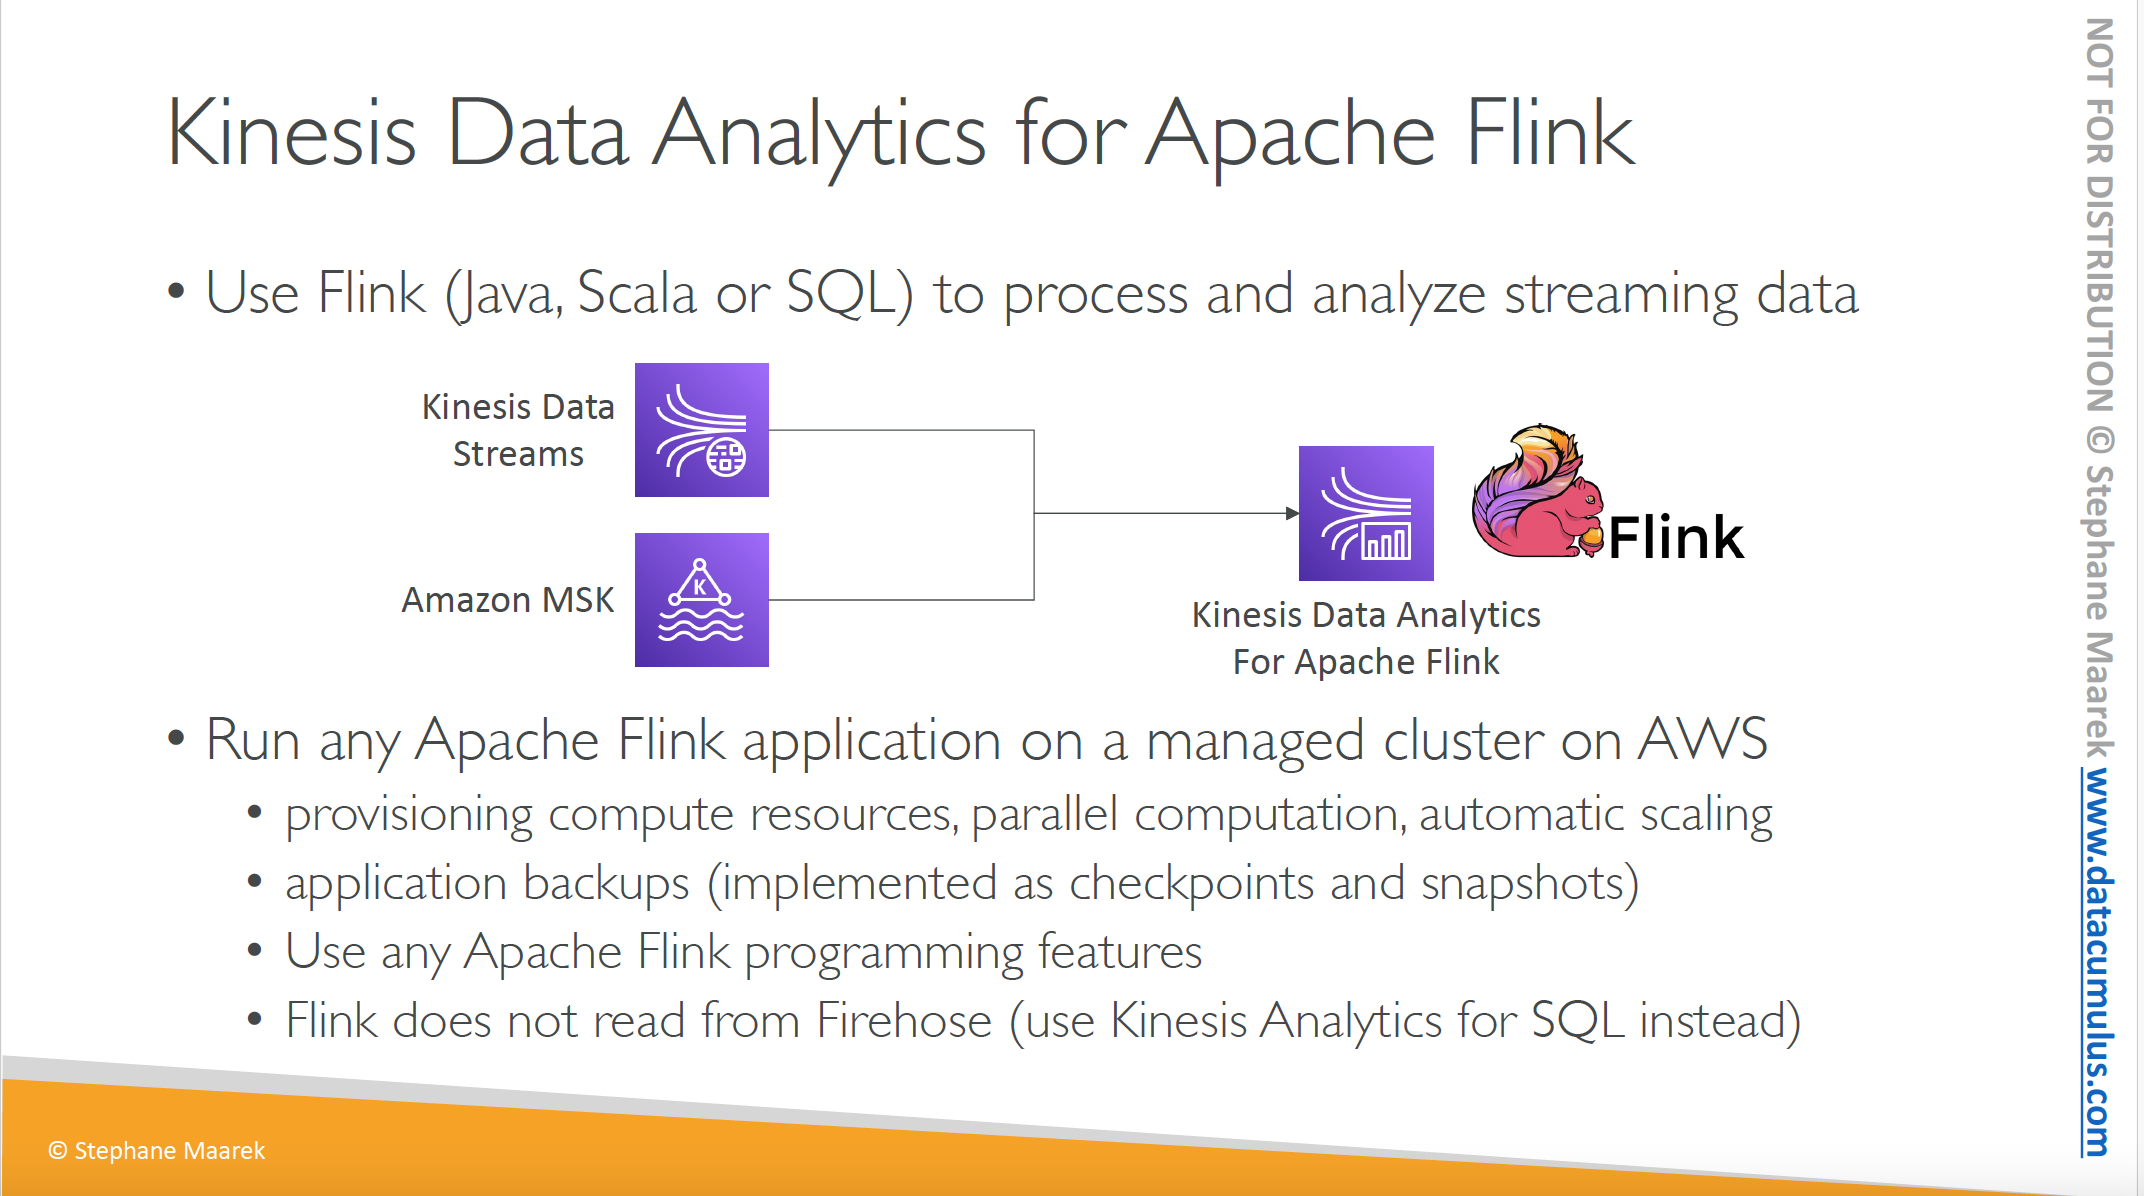 Kinesis Data Analytics for Apache Flink
• Use Flink (Java, Scala or SQL) to process and analyze streaming data
Kinesis Data
Streams
Amazon MSK
K
Flink
Kinesis Data Analytics
For Apache Flink
• Run any Apache Flink application on a managed cluster on AWS
• provisioning compute resources, parallel computation, automatic scaling
• application backups (implemented as checkpoints and snapshots)
• Use any Apache Flink programming features
• Flink does not read from Firehose (use Kinesis Analytics for SQL instead)
© Stephane Maarek
NOT FOR DISTRIBUTION © Stephane Maarek www.datacumulus.com